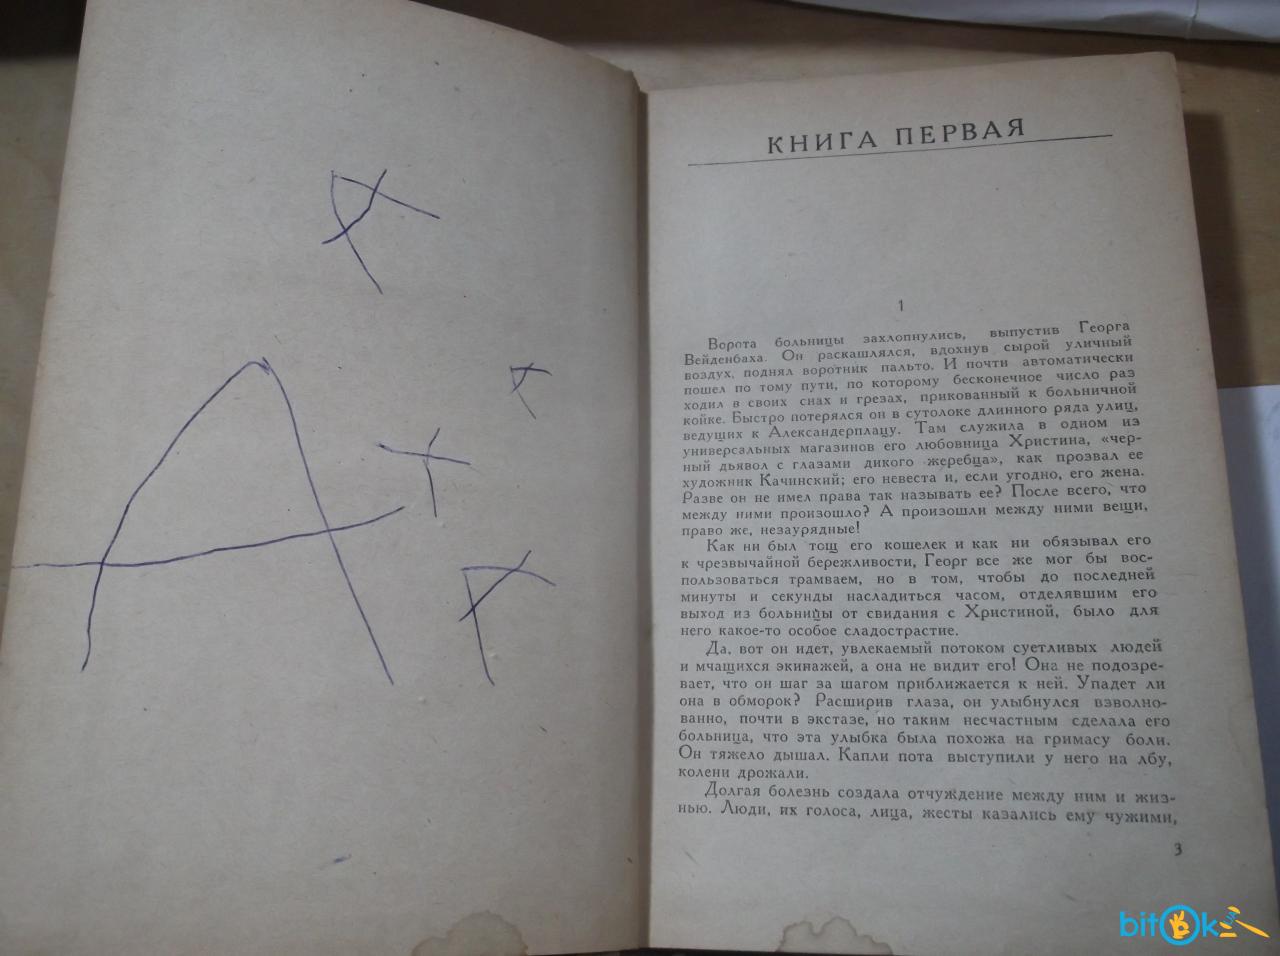 А
КНИГА ПЕРВАЯ
1
Ворота больницы захлопнулись, выпустив Георга
Вейденбаха. Он раскашлялся, вдохнув сырой уличный
воздух, поднял воротник пальто. И почти автоматически
пошел по тому пути, по которому бесконечное число раз
ходил в своих снах и грезах, прикованный к больничной
койке. Быстро потерялся он в сутолоке длинного ряда улиц,
ведущих к Александерплацу. Там служила в одном из
универсальных магазинов его любовница Христина, «чер-
ный дьявол с глазами дикого жеребца», как прозвал ее
художник Качинский; его невеста и, если угодно, его жена.
Разве он не имел права так называть ее? После всего, что
между ними произошло? А произошли между ними вещи,
право же, незаурядные!
Как ни был тощ его кошелек и как ни обязывал его
к чрезвычайной бережливости, Георг все же мог бы вос-
пользоваться трамваем, но в том, чтобы до последней
минуты и секунды насладиться часом, отделявшим его
выход из больницы от свидания с Христиной, было для
него какое-то особое сладострастие.
Да, вот он идет, увлекаемый потоком суетливых людей
и мчащихся экипажей, а она не видит его! Она не подозре-
вает, что он шаг за шагом приближается к ней. Упадет ли
она в обморок? Расширив глаза, он улыбнулся взволно-
ванно, почти в экстазе, но таким несчастным сделала его
больница, что эта улыбка была похожа на гримасу боли.
Он тяжело дышал. Капли пота выступили у него на лбу,
колени дрожали.
Долгая болезнь создала отчуждение между ним и жиз-
нью. Люди, их голоса, лица, жесты казались ему чужими,
3
bitOk